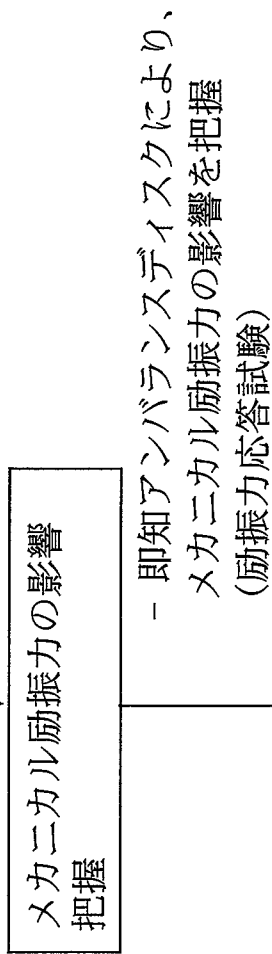 メカニカル励振力の影響
把握
- 即知アンバランスディスクにより、
メカニカル励振力の影響を把握
(励振力応答試験)